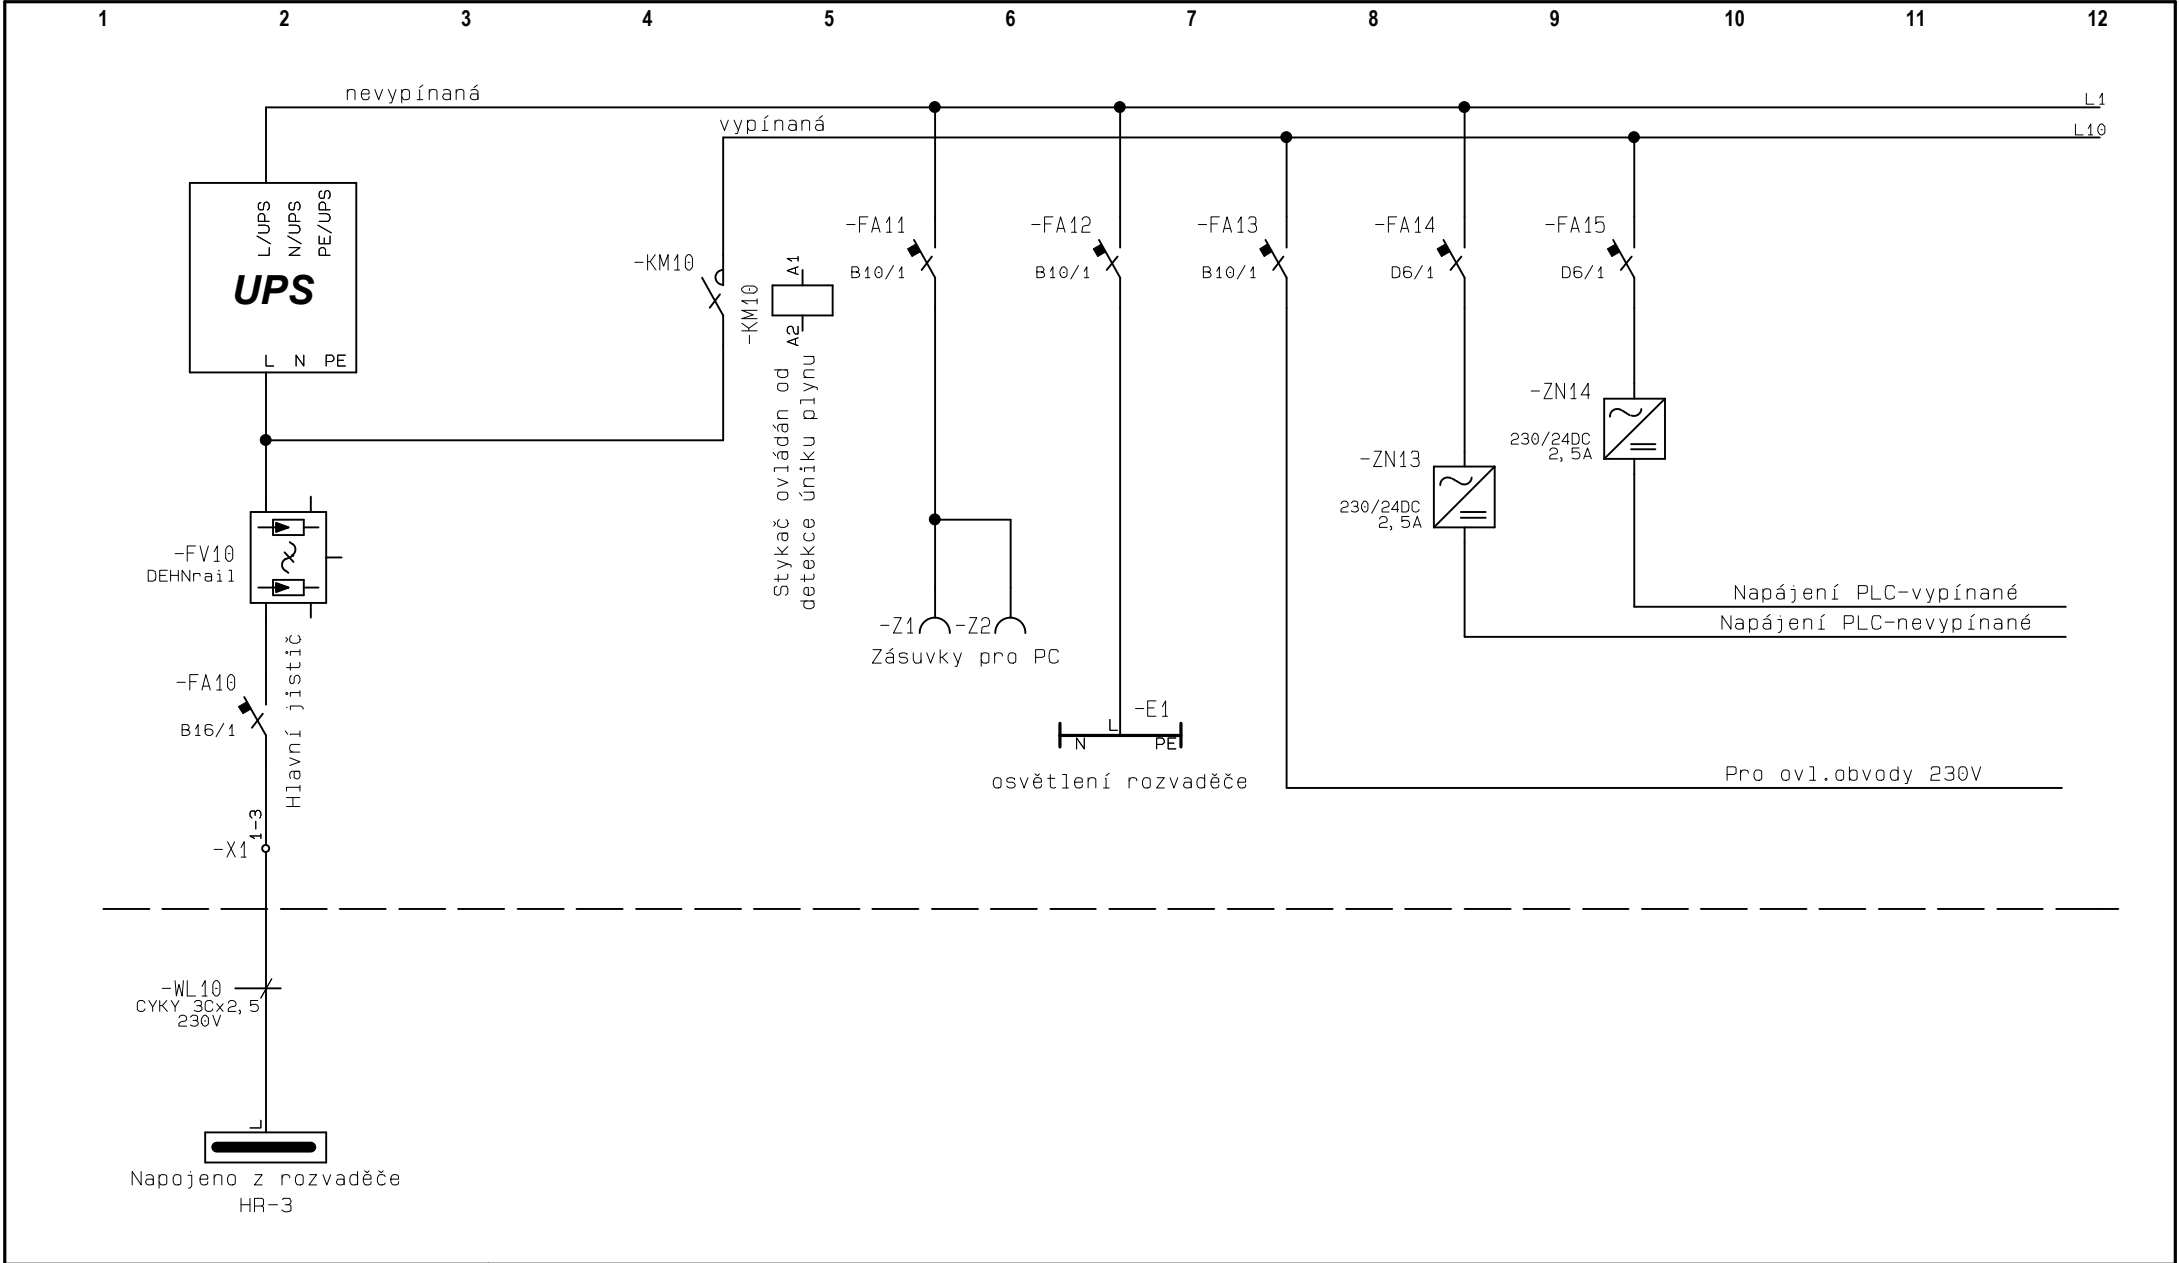 1 2 3 4 5 6 7 8 9 10 11 12
nevypínaná
L1
vypínaná
L10
L/UPS
N/UPS
PE/UPS
UPS
L N PE
-KM10
-KM10
A1
A2
Stykač ovládán od
detekce úniku plynu
-FA11
B10/1
-FA12
B10/1
-FA13
B10/1
-FA14
D6/1
-FA15
D6/1
-ZN14
230/24DC
2,5A
-ZN13
230/24DC
2,5A
-FV10
DEHNrail
Napájení PLC-vypínané
Napájení PLC-nevypínané
-Z1 -Z2
Zásuvky pro PC
-FA10
B16/1
Hlavní jistič
-E1
L
N PE
osvětlení rozvaděče
Pro ovl.obvody 230V
1-3
-X1
-WL10
CYKY 3Cx2,5
230V
L
Napojeno z rozvaděče
HR-3